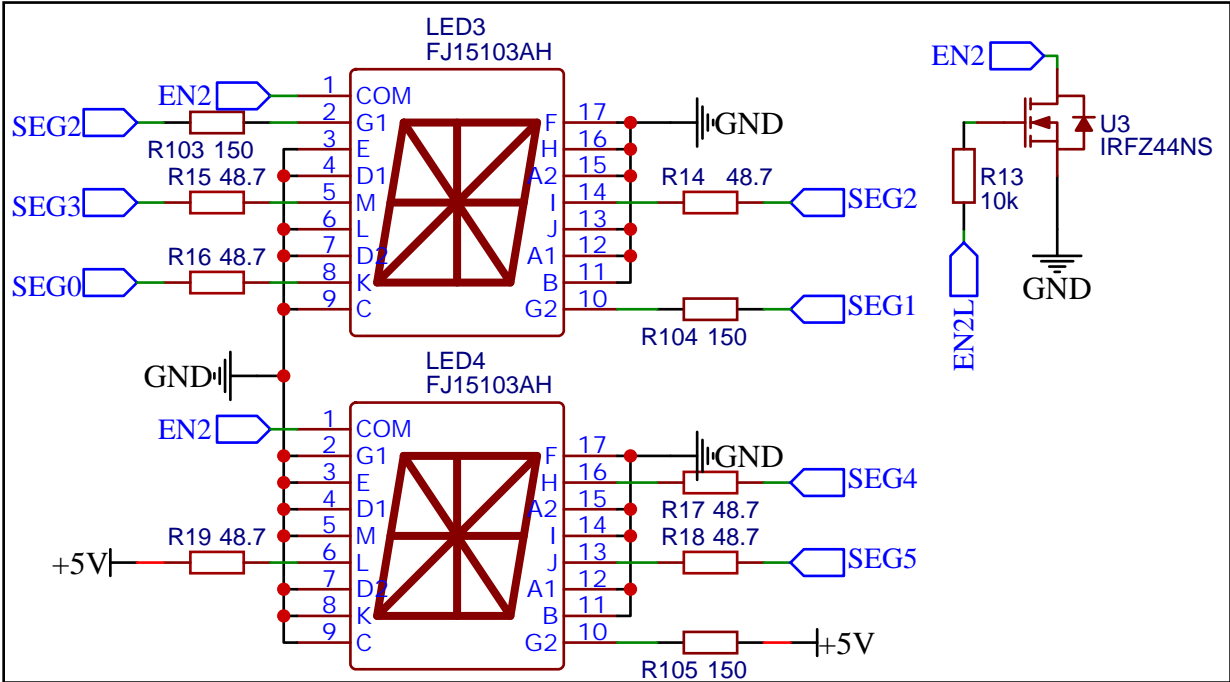 LED3
FJ15103AH
EN2
1
COM
SEG2
2
G1
R103 150
3
E
4
D1
R15 48.7
SEG3
5
M
6
L
7
D2
R16 48.7
SEG0
8
K
9
C
17
F
GND
16
H
15
A2
R14 48.7
14
I
SEG2
13
J
12
A1
11
B
10
G2
SEG1
R104 150
EN2
U3
IRFZ44NS
R13
10k
EN2L
GND
GND
LED4
FJ15103AH
EN2
1
COM
2
G1
3
E
4
D1
5
M
R19 48.7
+5V
6
L
7
D2
8
K
9
C
17
F
GND
16
H
SEG4
15
A2
R17 48.7
14
I
R18 48.7
13
J
SEG5
12
A1
11
B
10
G2
+5V
R105 150